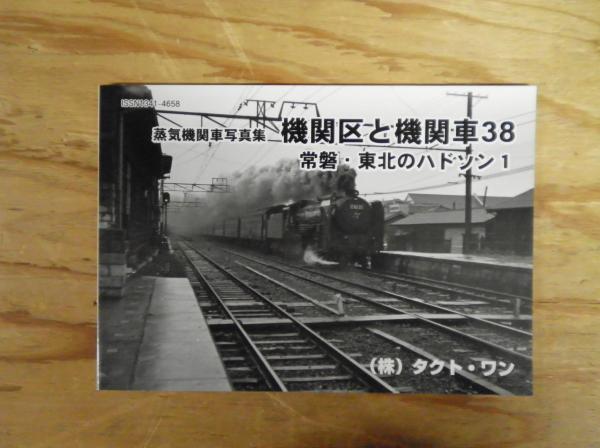 ISSN1341-4658
蒸気機関車写真集 機関区と機関車38
常磐・東北のハドソン1
(株)タクト・ワン